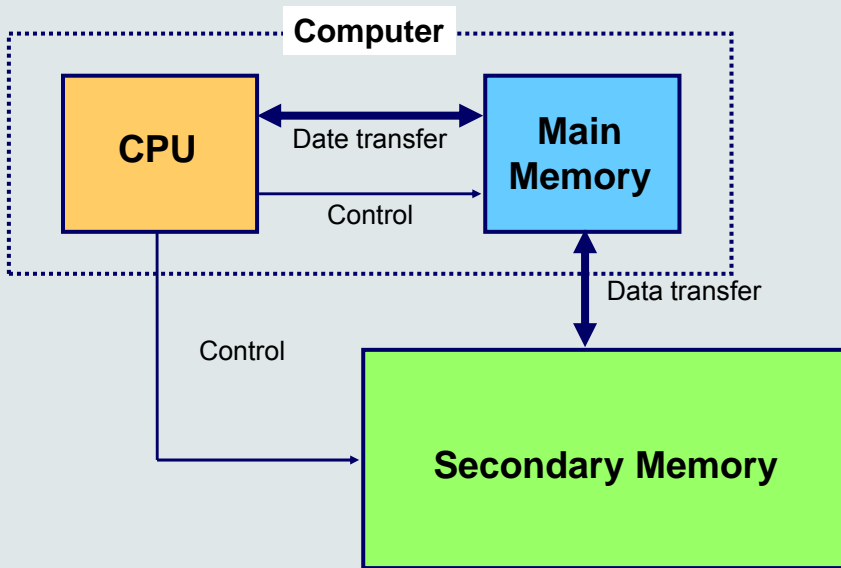 Computer
CPU
Date transfer
Main
Memory
Control
Data transfer
Control
Secondary Memory